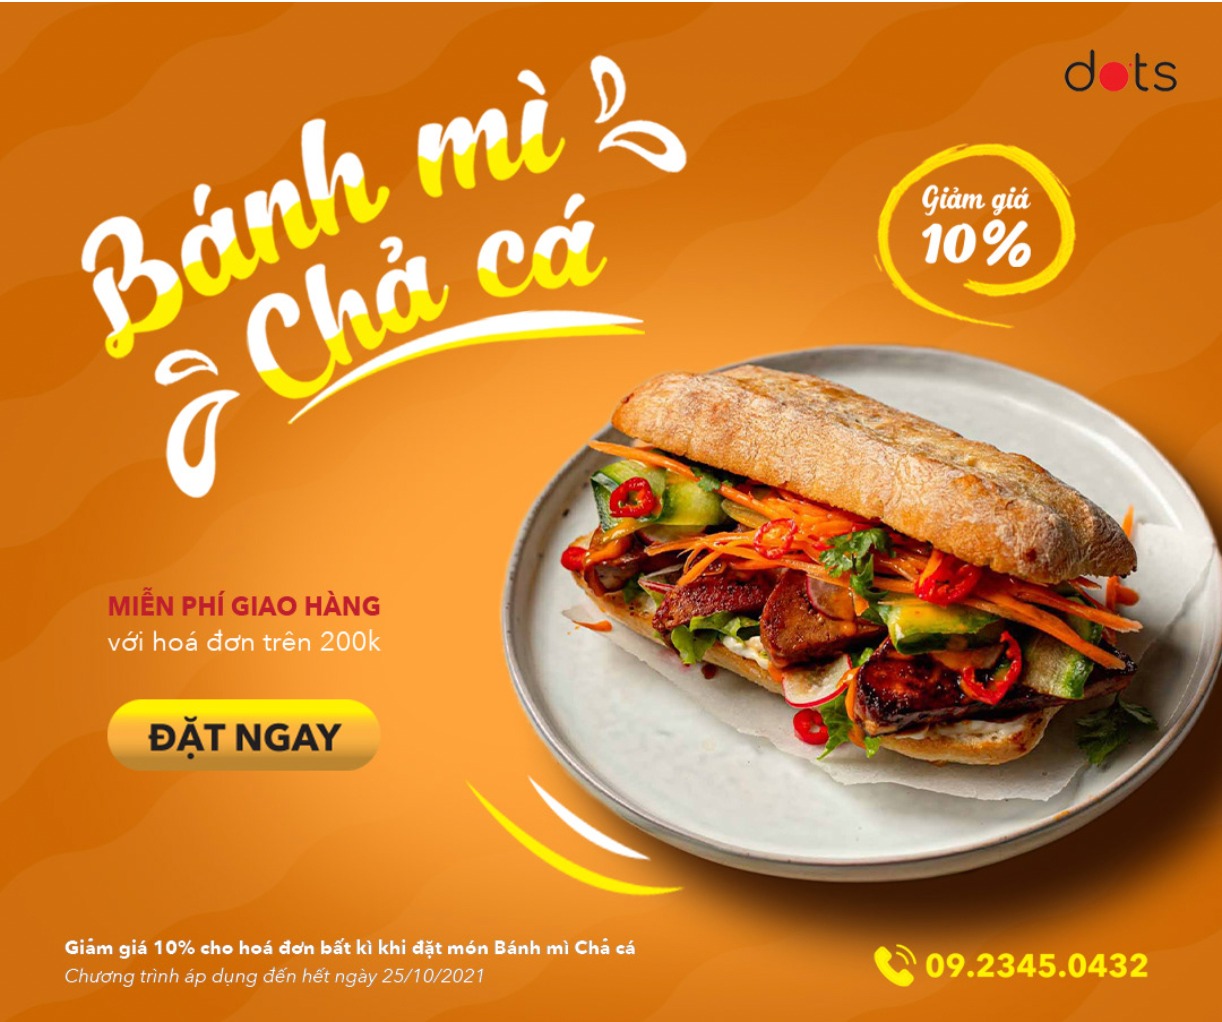 dots
Bánh mì
Chả cá
Giảm giá
10%
MIỄN PHÍ GIAO HÀNG
với hoá đơn trên 200k
ĐẶT NGAY
Giảm giá 10% cho hoá đơn bất kì khi đặt món Bánh mì Chả cá
Chương trình áp dụng đến hết ngày 25/10/2021
09.2345.0432